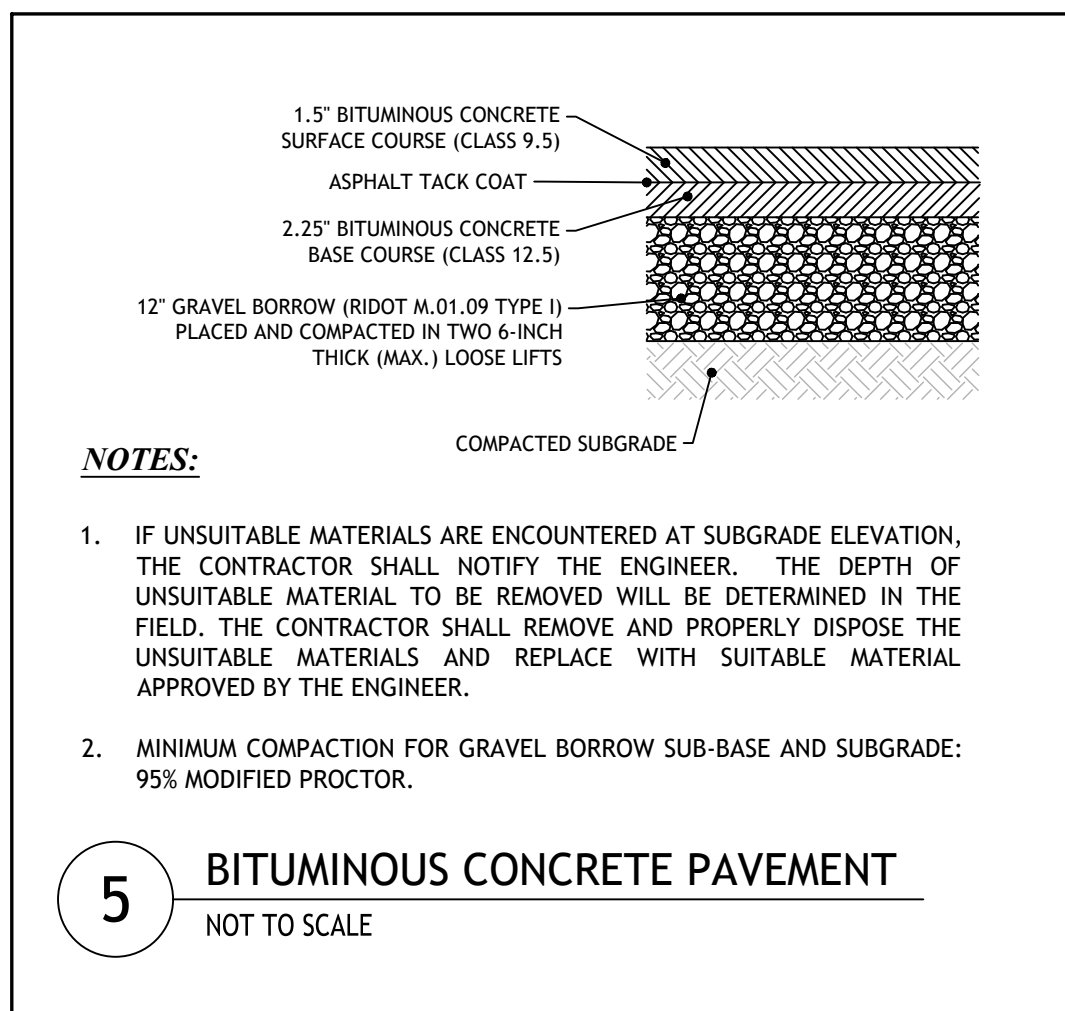 1.5" BITUMINOUS CONCRETE
SURFACE COURSE (CLASS 9.5)
ASPHALT TACK COAT
2.25" BITUMINOUS CONCRETE
BASE COURSE (CLASS 12.5)
12" GRAVEL BORROW (RIDOT M.01.09 TYPE I)
PLACED AND COMPACTED IN TWO 6-INCH
THICK (MAX.) LOOSE LIFTS
COMPACTED SUBGRADE
NOTES:
1. IF UNSUITABLE MATERIALS ARE ENCOUNTERED AT SUBGRADE ELEVATION,
THE CONTRACTOR SHALL NOTIFY THE ENGINEER. THE DEPTH OF
UNSUITABLE MATERIAL TO BE REMOVED WILL BE DETERMINED IN THE
FIELD. THE CONTRACTOR SHALL REMOVE AND PROPERLY DISPOSE THE
UNSUITABLE MATERIALS AND REPLACE WITH SUITABLE MATERIAL
APPROVED BY THE ENGINEER.
2. MINIMUM COMPACTION FOR GRAVEL BORROW SUB-BASE AND SUBGRADE:
95% MODIFIED PROCTOR.
5
BITUMINOUS CONCRETE PAVEMENT
NOT TO SCALE